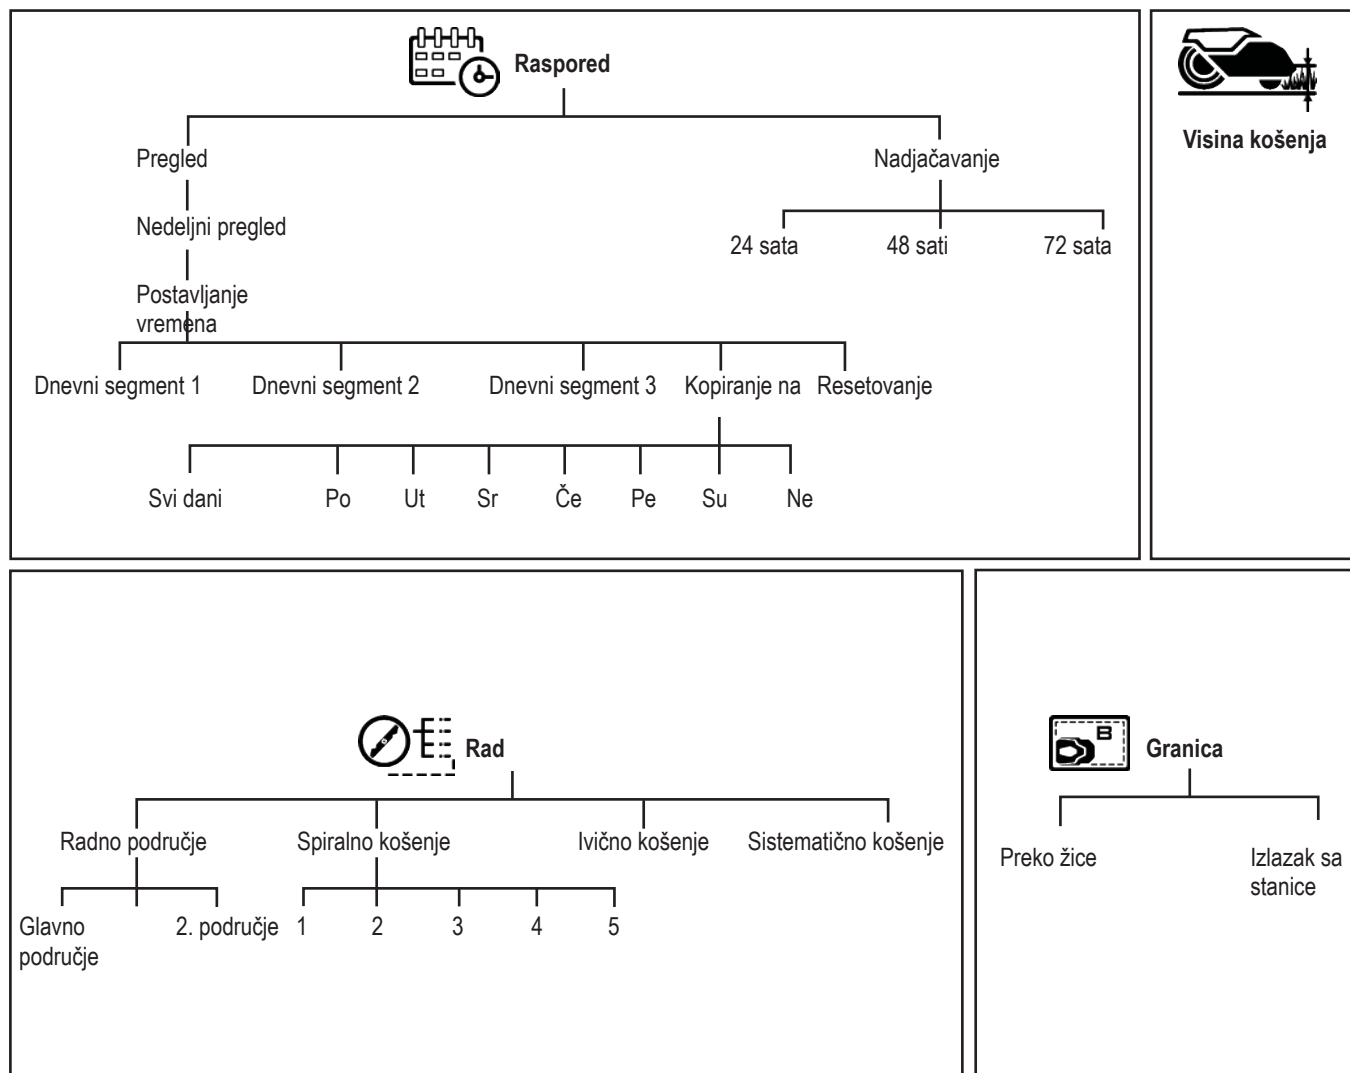 Raspored
Pregled
Nadjačavanje
Nedeljni pregled
24 sata
48 sati
72 sata
Postavljanje
vremena
Dnevni segment 1
Dnevni segment 2
Dnevni segment 3
Kopiranje na
Resetovanje
Svi dani
Po
Ut
Sr
Če
Pe
Su
Ne
Visina košenja
Rad
Radno područje
Spiralno košenje
Ivično košenje
Sistematično košenje
Glavno
područje
2. područje
1
2
3
4
5
B
Granica
Preko žice
Izlazak sa
stanice